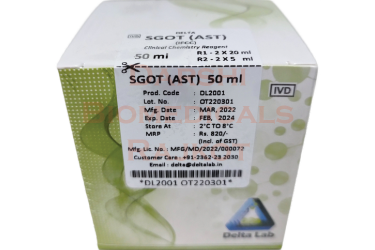 DELTA
SGOT (AST)
(IFCC)
Clinical Chemistry Reagent
50 ml
R1 - 2 X 20 ml
R2 - 2 X 5 ml
SGOT (AST) 50 ml
Prod. Code : DL2001
Lot. No. : OT220301
Mfg. Date : MAR, 2022
Exp. Date : FEB, 2024
Store At : 2°C TO 8°C
MRP : Rs. 820/-
(Incl. of GST)
Mfg. Lic No. : MFG/MD/2022/000077
Customer Care : +91-2562-23 2030
Email : delta@deltalab.in
*DL2001 OT220301*
IVD
Delta Lab